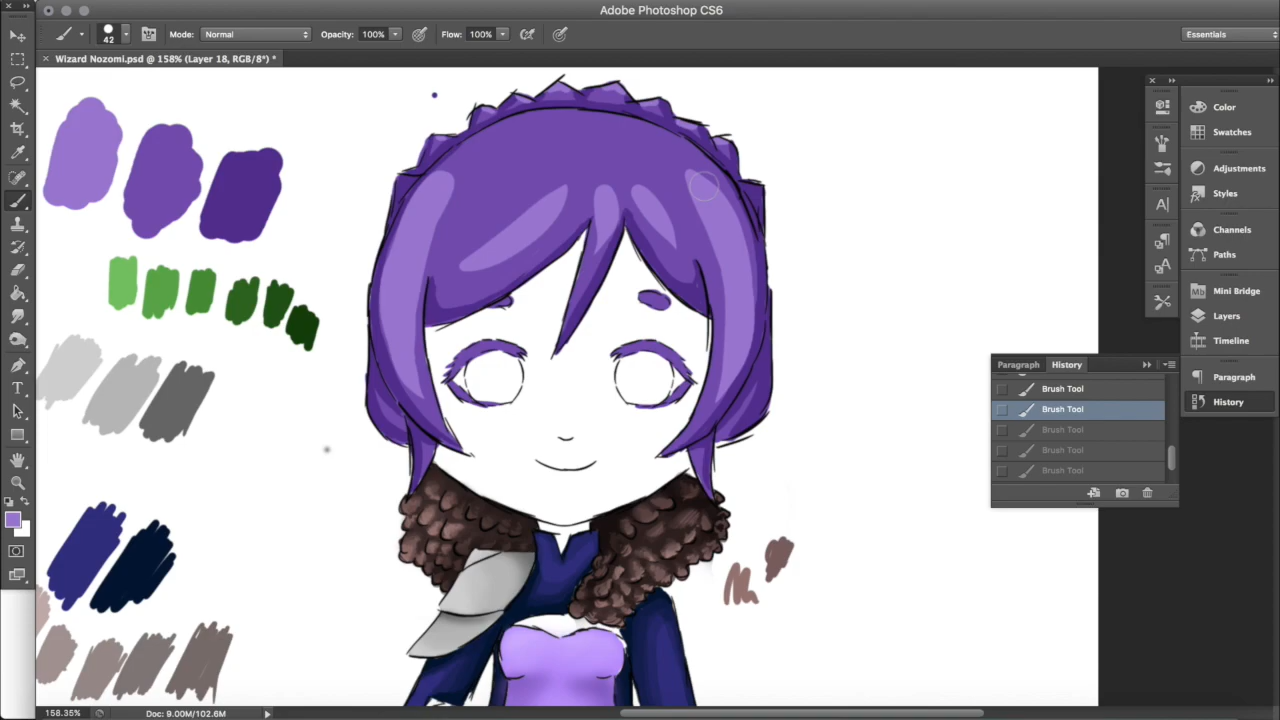 Adobe Photoshop CS6
42
Mode: Normal
Opacity: 100%
Flow: 100%
Essentials
Wizard Nozomi.psd @ 158% (Layer 18, RGB/8*) *
Color
Swatches
Adjustments
Styles
Channels
Paths
Mb Mini Bridge
Layers
Timeline
Paragraph
History
Paragraph History
Brush Tool
Brush Tool
Brush Tool
Brush Tool
Brush Tool
158.35%
Doc: 9.00M/102.6M